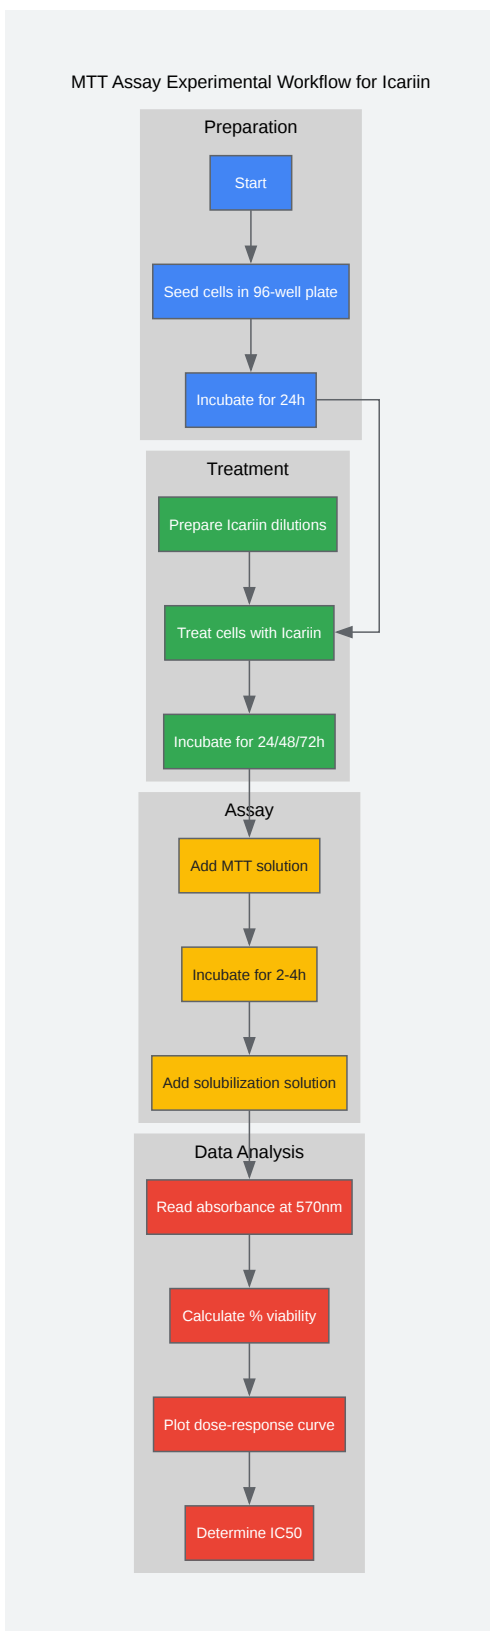 MTT Assay Experimental Workflow for Icariin
Preparation
Start
Seed cells in 96-well plate
Incubate for 24h
Treatment
Prepare Icariin dilutions
Treat cells with Icariin
Incubate for 24/48/72h
Assay
Add MTT solution
Incubate for 2-4h
Add solubilization solution
Data Analysis
Read absorbance at 570nm
Calculate % viability
Plot dose-response curve
Determine IC50